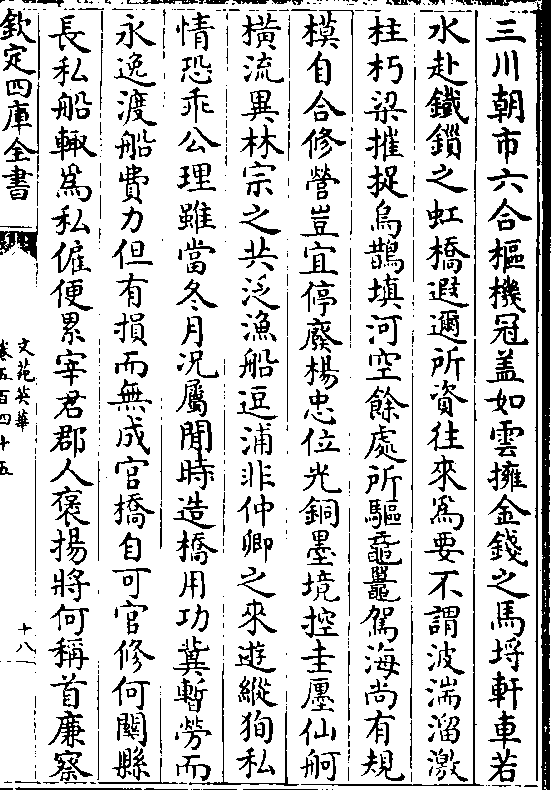 三川朝市六合樞機冠盖如雲擁金錢之馬埒軒車若
水赴鐵鎖之虹橋遐邇所資往來為要不謂波湍溜激
柱朽梁摧捉烏鵲填河空餘處所驅黿鼉駕海尚有規
模自合修營豈宜停廢楊忠位光銅墨境控圭㕓仙舸
橫流異林宗之共泛漁船逗浦非仲卿之來遊縱狥私
情恐乖公理雖當冬月況屬閒時造橋用功冀暫勞而
永逸渡船費力但有損而無成官橋自可官修何關縣
長私船輙為私僱便累宰君郡人褒揚將何稱首廉察
欽定四庫全書
文苑英華
卷五百四十五
十八